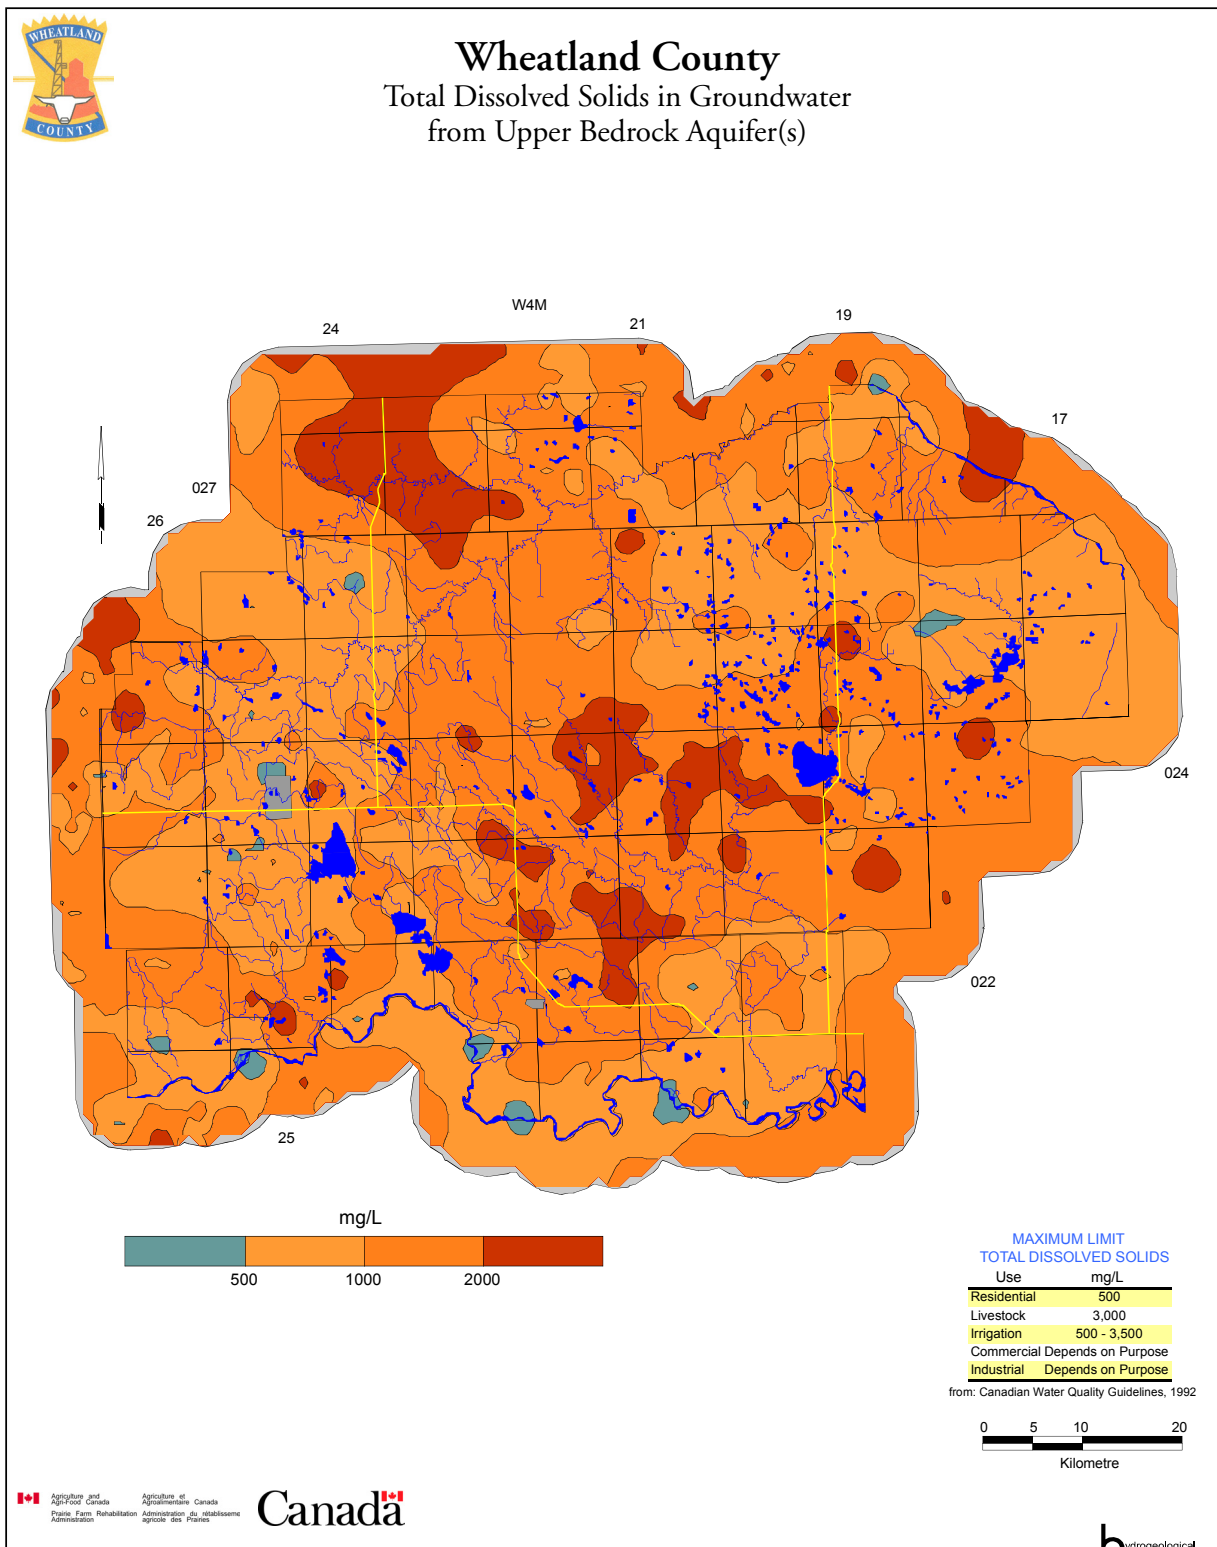 WHEATLAND
COUNTY
Wheatland County
Total Dissolved Solids in Groundwater
from Upper Bedrock Aquifer(s)
W4M
24
21
19
17
027
26
024
022
25
mg/L
500 1000 2000
MAXIMUM LIMIT
TOTAL DISSOLVED SOLIDS
Use mg/L
Residential 500
Livestock 3,000
Irrigation 500 - 3,500
Commercial Depends on Purpose
Industrial Depends on Purpose
from: Canadian Water Quality Guidelines, 1992
0 5 10 20
Kilometre
Agriculture and Agriculture et
Agri-Food Canada Agroalimentaire Canada
Prairie Farm Rehabilitation Administration du rétablisseme
Administration agricole des Prairies
Canada
hydrogeological